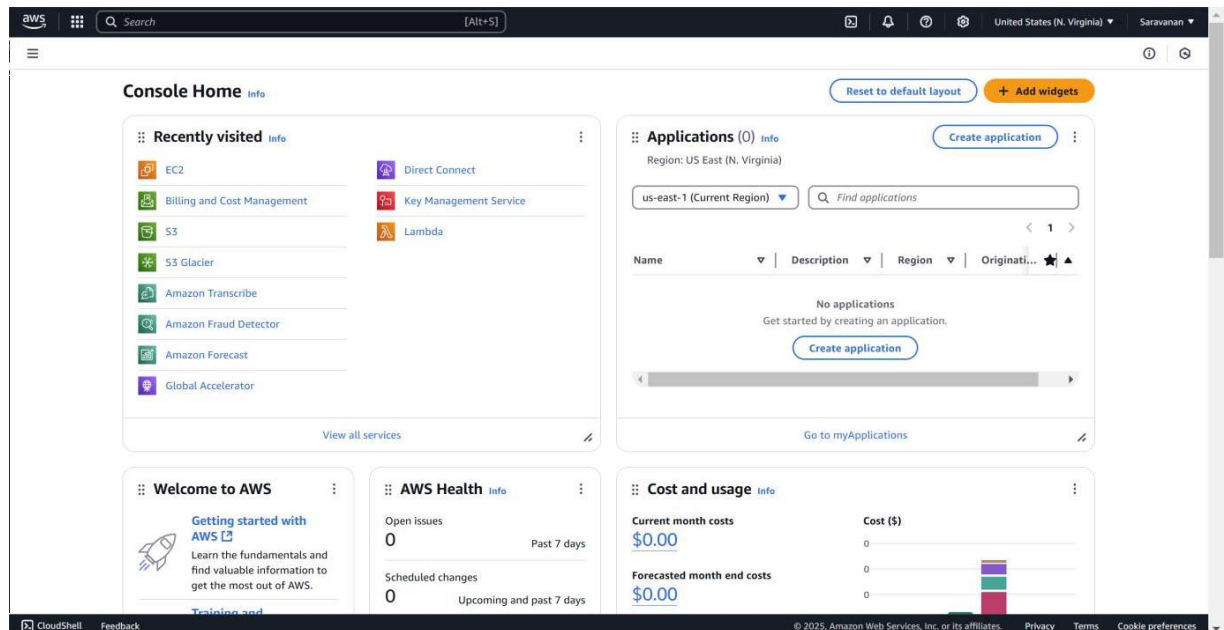 aws
Search [Alt+S]
United States (N. Virginia)
Saravanan
Console Home Info
Reset to default layout
+ Add widgets
Recently visited Info
EC2
Billing and Cost Management
S3
S3 Glacier
Amazon Transcribe
Amazon Fraud Detector
Amazon Forecast
Global Accelerator
Direct Connect
Key Management Service
Lambda
View all services
Applications (0) Info
Create application
Region: US East (N. Virginia)
us-east-1 (Current Region)
Find applications
1
Name Description Region Originati...
No applications
Get started by creating an application.
Create application
Go to myApplications
Welcome to AWS
Getting started with
AWS
Learn the fundamentals and
find valuable information to
get the most out of AWS.
Training and
AWS Health Info
Open issues
0 Past 7 days
Scheduled changes
0 Upcoming and past 7 days
Cost and usage Info
Current month costs
$0.00
Forecasted month end costs
$0.00
Cost ($)
0
0
0
CloudShell Feedback
© 2025, Amazon Web Services, Inc. or its affiliates. Privacy Terms Cookie preferences